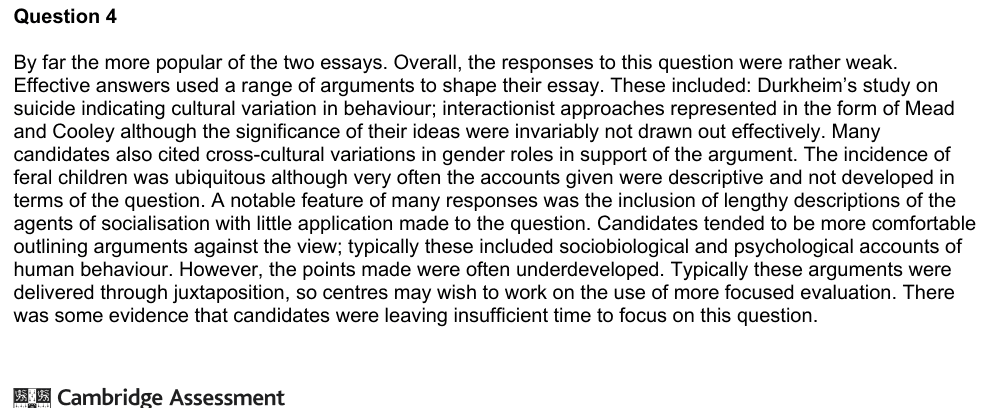 Question 4
By far the more popular of the two essays. Overall, the responses to this question were rather weak.
Effective answers used a range of arguments to shape their essay. These included: Durkheim's study on
suicide indicating cultural variation in behaviour; interactionist approaches represented in the form of Mead
and Cooley although the significance of their ideas were invariably not drawn out effectively. Many
candidates also cited cross-cultural variations in gender roles in support of the argument. The incidence of
feral children was ubiquitous although very often the accounts given were descriptive and not developed in
terms of the question. A notable feature of many responses was the inclusion of lengthy descriptions of the
agents of socialisation with little application made to the question. Candidates tended to be more comfortable
outlining arguments against the view; typically these included sociobiological and psychological accounts of
human behaviour. However, the points made were often underdeveloped. Typically these arguments were
delivered through juxtaposition, so centres may wish to work on the use of more focused evaluation. There
was some evidence that candidates were leaving insufficient time to focus on this question.
Cambridge Assessment